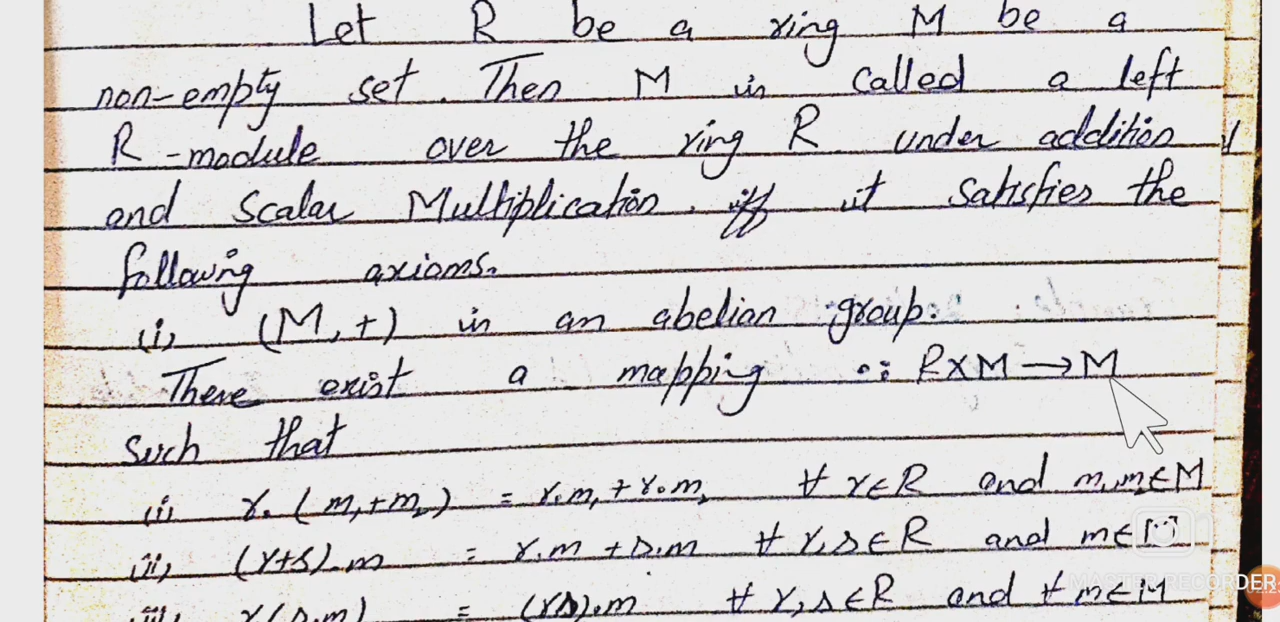 Let R be a ring M be a
non-empty set. Then M is called a left
R-module over the ring R under addition
and Scalar Multiplication. iff it satisfies the
following axioms.
(i) (M, +) is an abelian group.
There exist a mapping ·: R×M → M
Such that
(i) r.(m₁+m₂) = r.m₁+r.m₂ ∀ r∈R and m₁,m₂∈M
(ii) (r+s).m = r.m + s.m ∀ r,s∈R and m∈M
(iii) r(s.m) = (rs).m ∀ r,s∈R and ∀ m∈M
MASTER RECORDER